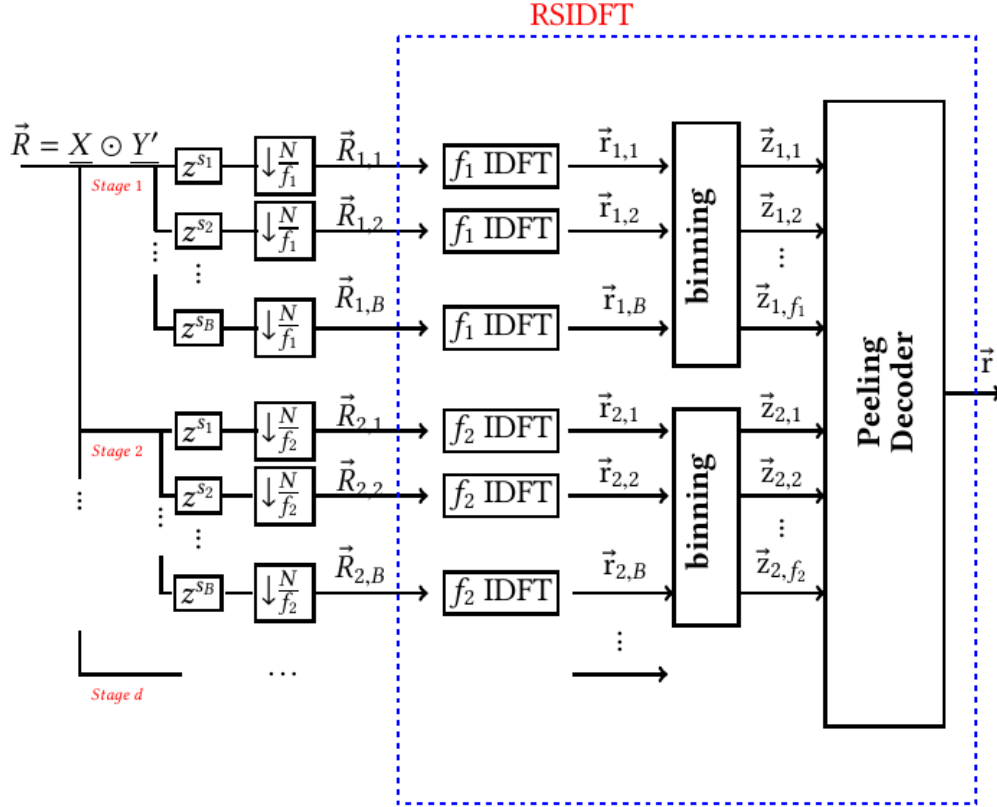 RSIDFT
R⃗ = X ⊙ Y′
Stage 1
z^{s_1}
↓N/f_1
R⃗_{1,1}
f_1 IDFT
r⃗_{1,1}
z⃗_{1,1}
z^{s_2}
↓N/f_1
R⃗_{1,2}
f_1 IDFT
r⃗_{1,2}
z⃗_{1,2}
⋮
⋮
⋮
z^{s_B}
↓N/f_1
R⃗_{1,B}
f_1 IDFT
r⃗_{1,B}
z⃗_{1,f_1}
binning
Stage 2
z^{s_1}
↓N/f_2
R⃗_{2,1}
f_2 IDFT
r⃗_{2,1}
z⃗_{2,1}
z^{s_2}
↓N/f_2
R⃗_{2,2}
f_2 IDFT
r⃗_{2,2}
z⃗_{2,2}
⋮
⋮
⋮
⋮
z^{s_B}
↓N/f_2
R⃗_{2,B}
f_2 IDFT
r⃗_{2,B}
z⃗_{2,f_2}
binning
⋮
Stage d
⋯
Peeling
Decoder
r⃗